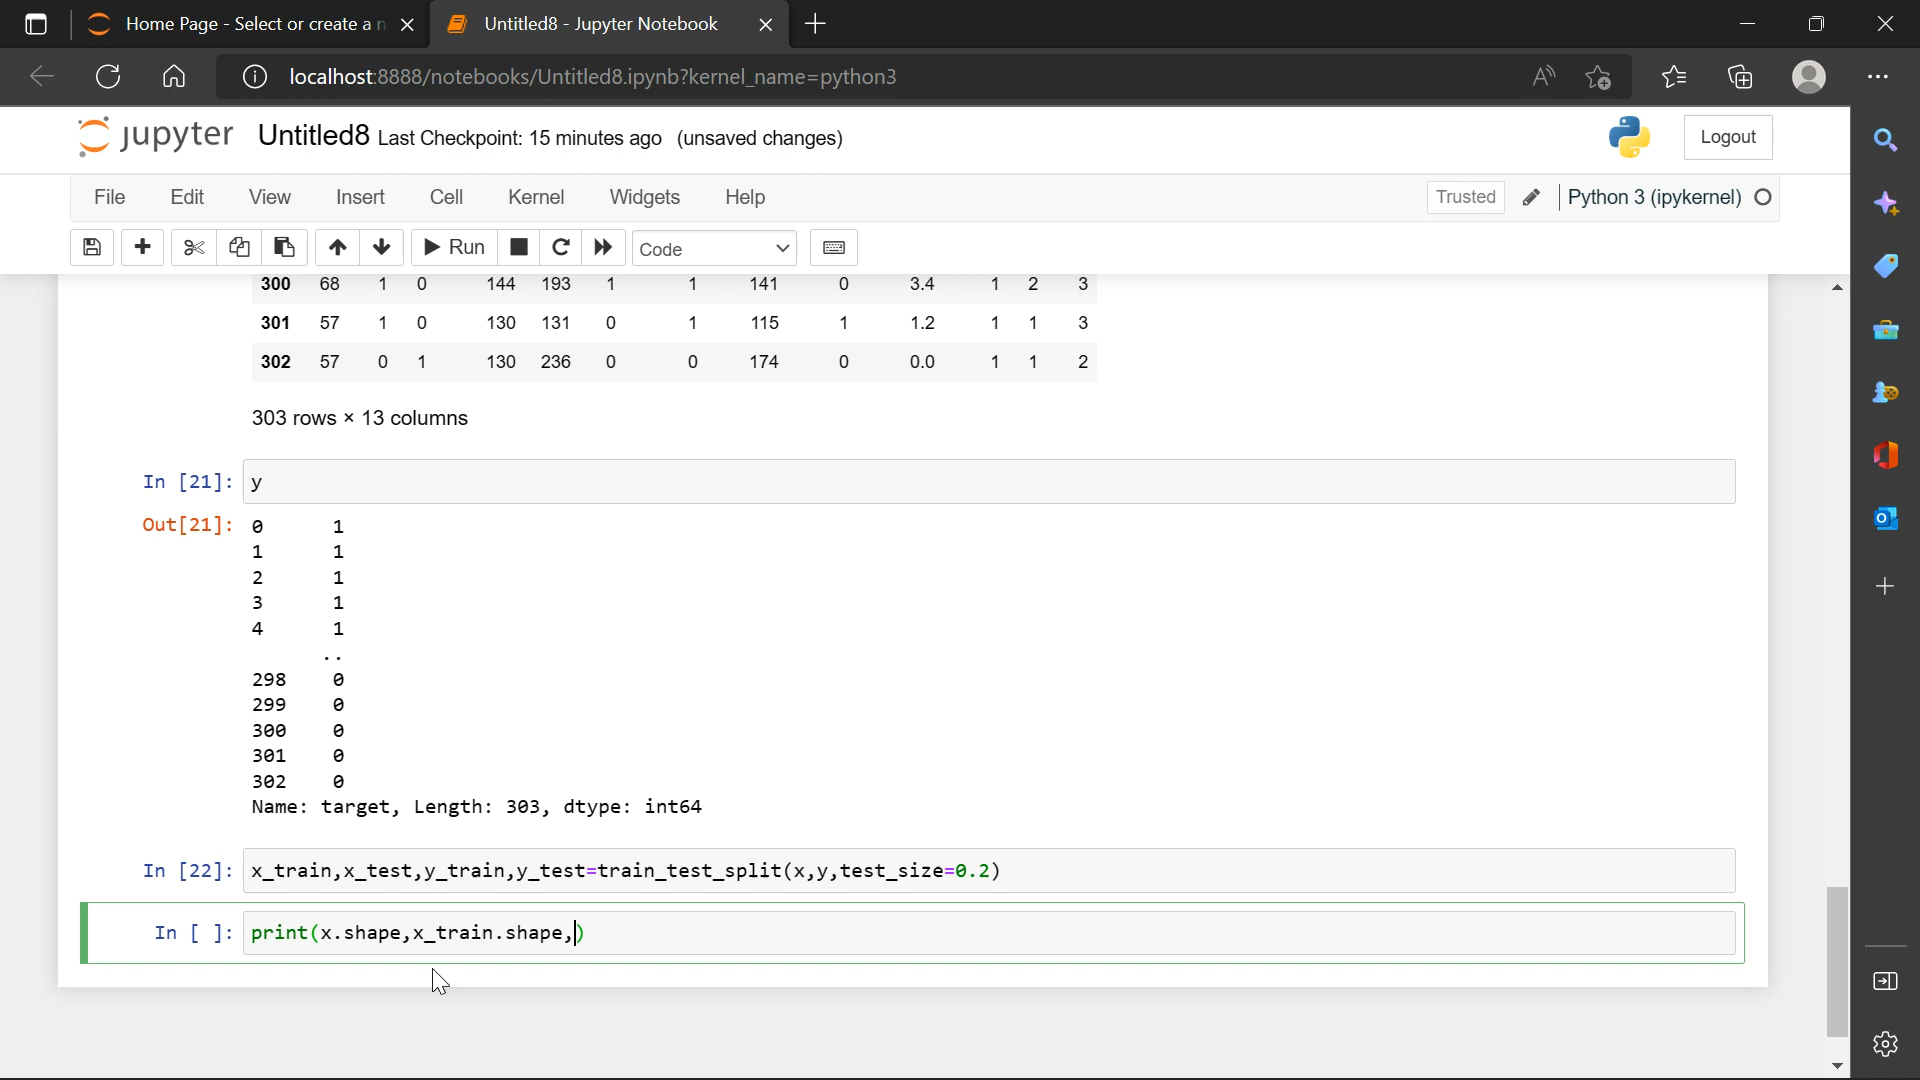 Home Page - Select or create a n
Untitled8 - Jupyter Notebook
localhost:8888/notebooks/Untitled8.ipynb?kernel_name=python3
jupyter Untitled8 Last Checkpoint: 15 minutes ago (unsaved changes)
Logout
File Edit View Insert Cell Kernel Widgets Help
Trusted Python 3 (ipykernel)
Run Code
300 68 1 0 144 193 1 1 141 0 3.4 1 2 3
301 57 1 0 130 131 0 1 115 1 1.2 1 1 3
302 57 0 1 130 236 0 0 174 0 0.0 1 1 2
303 rows × 13 columns
In [21]: y
Out[21]: 0 1
1 1
2 1
3 1
4 1
..
298 0
299 0
300 0
301 0
302 0
Name: target, Length: 303, dtype: int64
In [22]: x_train,x_test,y_train,y_test=train_test_split(x,y,test_size=0.2)
In [ ]: print(x.shape,x_train.shape,)